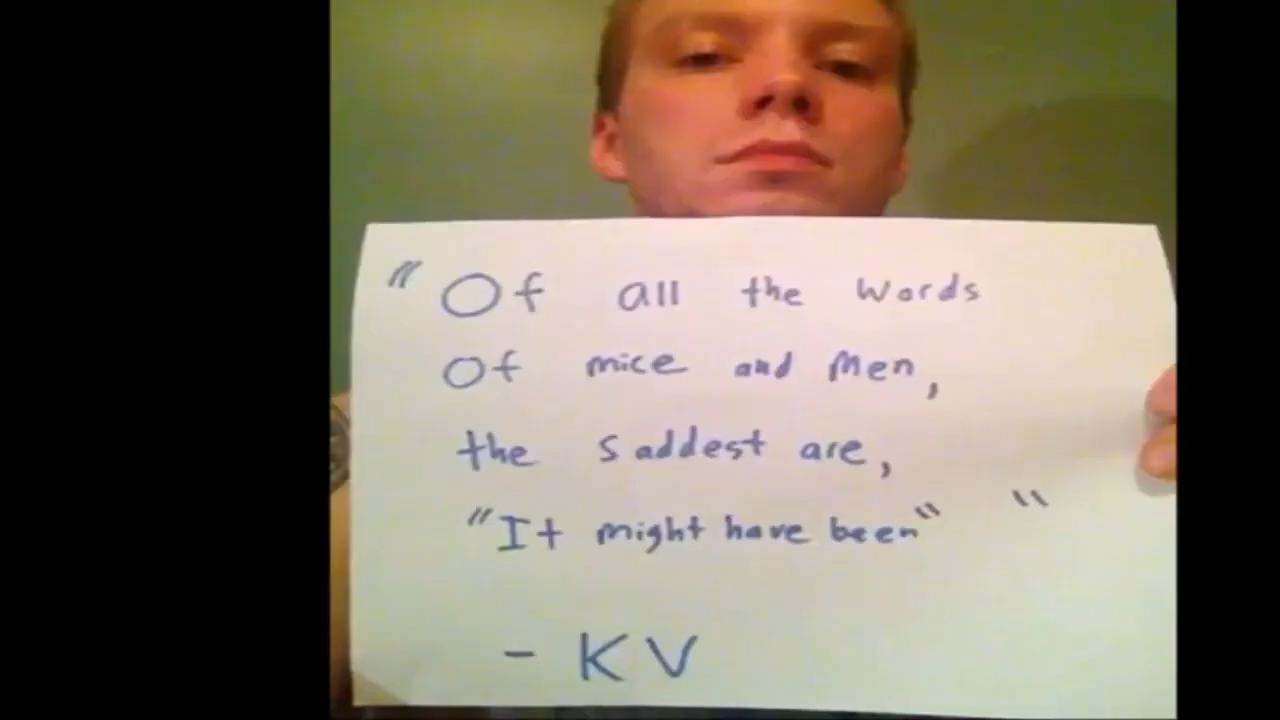 "Of all the words
Of mice and Men,
the saddest are,
"It might have been" "
- KV